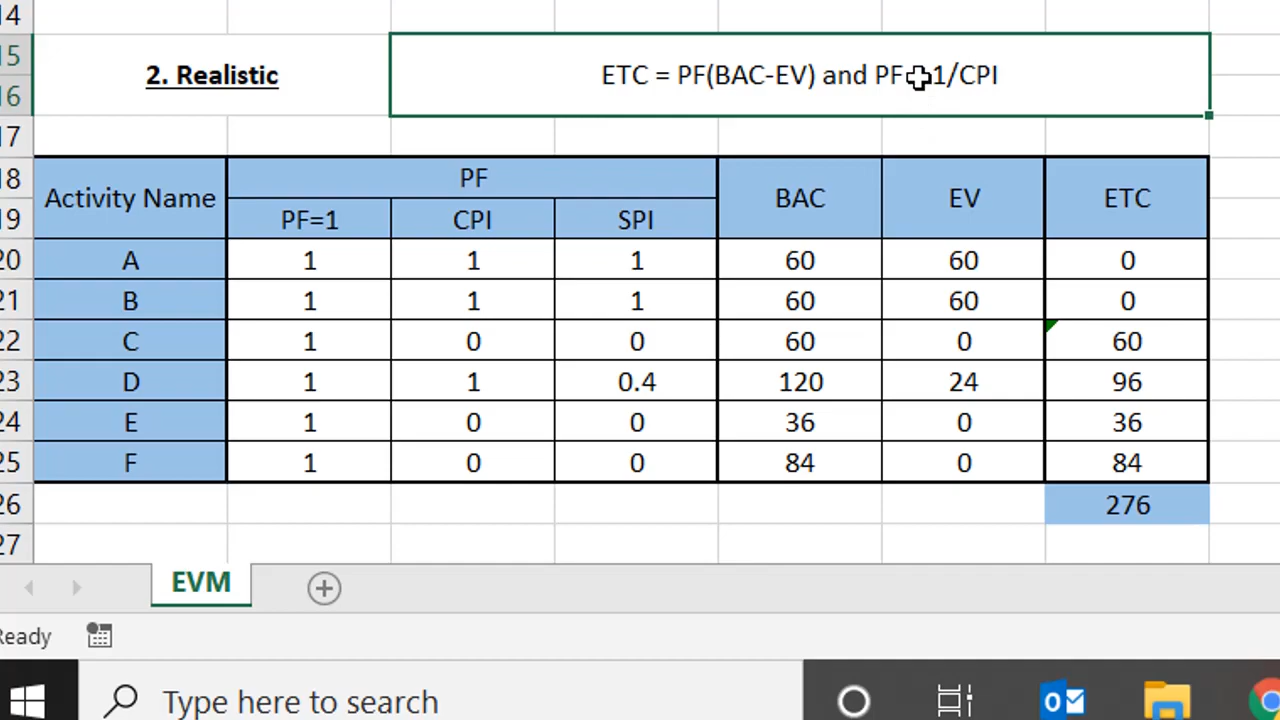 14
15
2. Realistic ETC = PF(BAC-EV) and PF 1/CPI
16
17
18 Activity Name PF BAC EV ETC
19 PF=1 CPI SPI
20 A 1 1 1 60 60 0
21 B 1 1 1 60 60 0
22 C 1 0 0 60 0 60
23 D 1 1 0.4 120 24 96
24 E 1 0 0 36 0 36
25 F 1 0 0 84 0 84
26 276
27
EVM
Ready
Type here to search